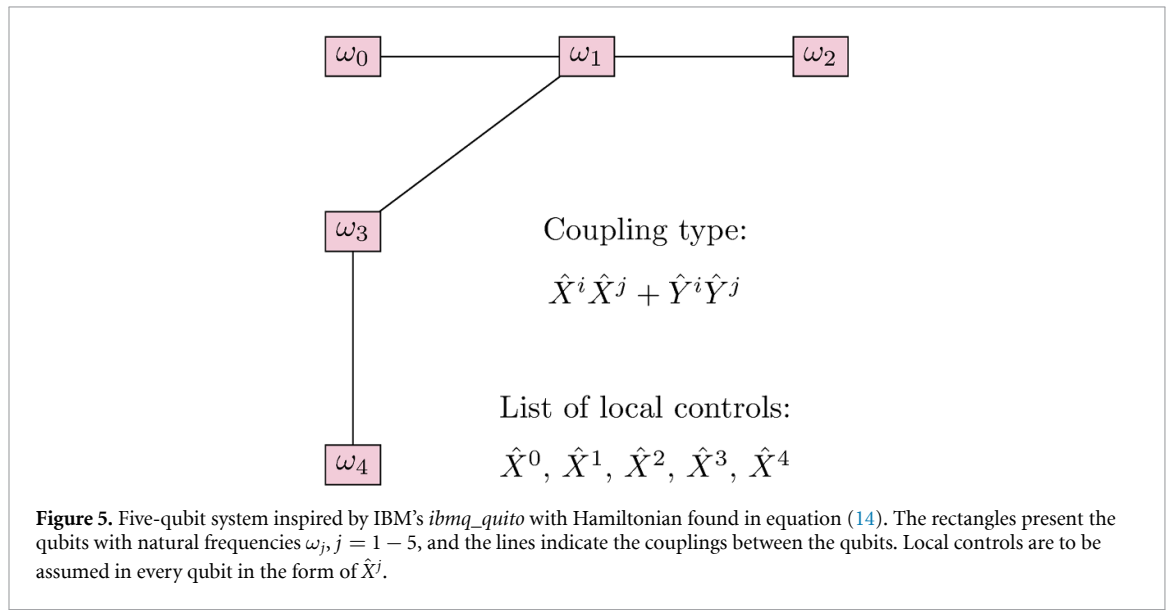 ω₀ ω₁ ω₂
ω₃
Coupling type:
X̂ⁱX̂ʲ + ŶⁱŶʲ
List of local controls:
ω₄ X̂⁰, X̂¹, X̂², X̂³, X̂⁴
Figure 5. Five-qubit system inspired by IBM's ibmq_quito with Hamiltonian found in equation (14). The rectangles present the
qubits with natural frequencies ωⱼ, j = 1 – 5, and the lines indicate the couplings between the qubits. Local controls are to be
assumed in every qubit in the form of X̂ʲ.